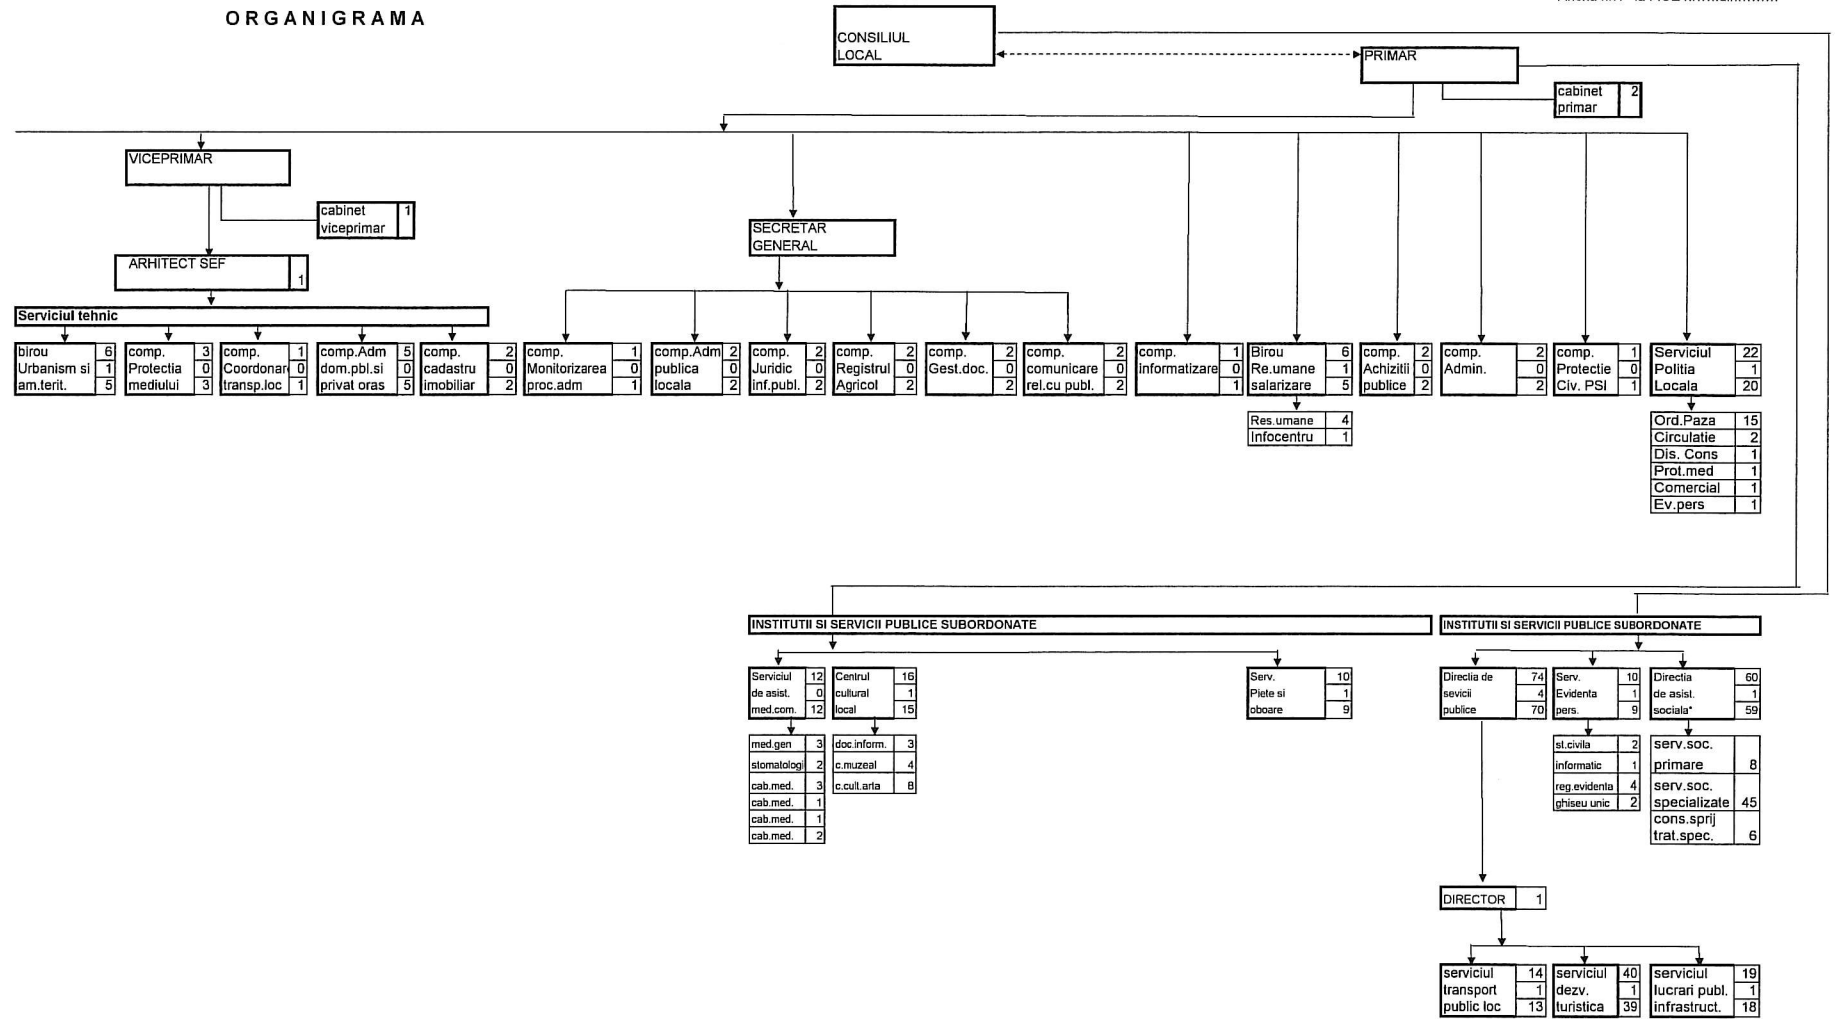 ORGANIGRAMA
CONSILIUL
LOCAL
PRIMAR
cabinet 2
primar
VICEPRIMAR
cabinet 1
viceprimar
SECRETAR
GENERAL
ARHITECT SEF
1
Serviciul tehnic
birou 6
Urbanism si 1
am.terit. 5
comp. 3
Protectia 0
mediului 3
comp. 1
Coordonar 0
transp.loc 1
comp.Adm 5
dom.pbl.si 0
privat oras 5
comp. 2
cadastru 0
imobiliar 2
comp. 1
Monitorizarea 0
proc.adm 1
comp.Adm 2
publica 0
locala 2
comp. 2
Juridic 0
inf.publ. 2
comp. 2
Registrul 0
Agricol 2
comp. 2
Gest.doc. 0
2
comp. 2
comunicare 0
rel.cu publ. 2
comp. 1
informatizare 0
1
Birou 6
Re.umane 1
salarizare 5
comp. 2
Achizitii 0
publice 2
comp. 2
Admin. 0
2
comp. 1
Protectie 0
Civ. PSI 1
Serviciul 22
Politia 1
Locala 20
Res.umane 4
Infocentru 1
Ord.Paza 15
Circulatie 2
Dis. Cons 1
Prot.med 1
Comercial 1
Ev.pers 1
INSTITUTII SI SERVICII PUBLICE SUBORDONATE
INSTITUTII SI SERVICII PUBLICE SUBORDONATE
Serviciul 12
de asist. 0
med.com. 12
Centrul 16
cultural 1
local 15
Serv. 10
Piete si 1
oboare 9
Directia de 74
sevicii 4
publice 70
Serv. 10
Evidenta 1
pers. 9
Directia 60
de asist. 1
sociala* 59
med.gen 3
stomatologi 2
cab.med. 3
cab.med. 1
cab.med. 1
cab.med. 2
doc.inform. 3
c.muzeal 4
c.cult.arta 8
st.civila 2
informatic 1
reg.evidenta 4
ghiseu unic 2
serv.soc.
primare 8
serv.soc.
specializate 45
cons.sprij
trat.spec. 6
DIRECTOR 1
serviciul 14
transport 1
public loc 13
serviciul 40
dezv. 1
turistica 39
serviciul 19
lucrari publ. 1
infrastruct. 18